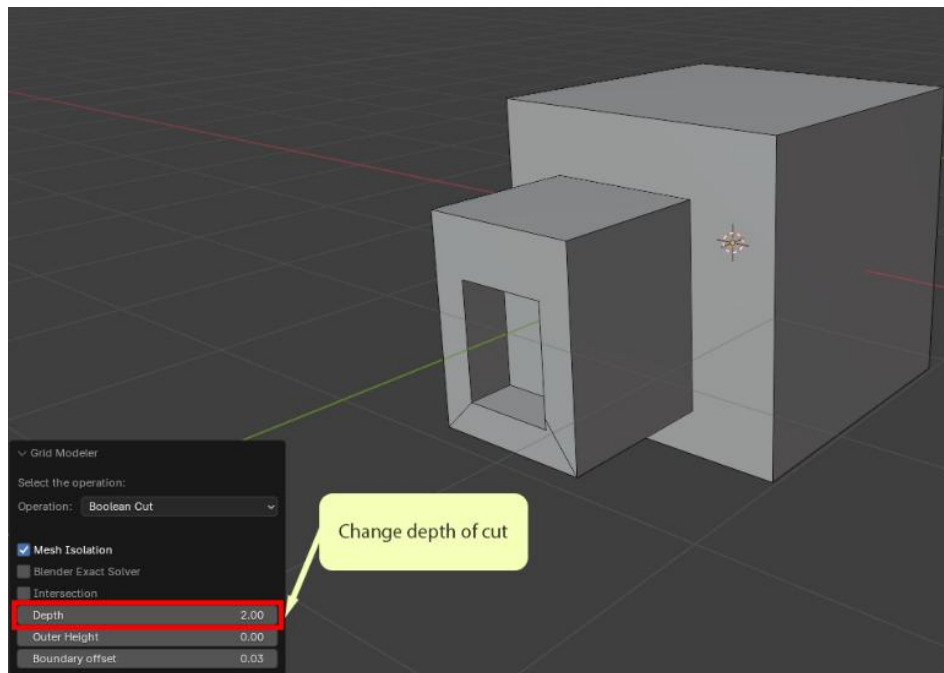 Grid Modeler
Select the operation:
Operation: Boolean Cut
Mesh Isolation
Blender Exact Solver
Intersection
Depth 2.00
Outer Height 0.00
Boundary offset 0.03
Change depth of cut